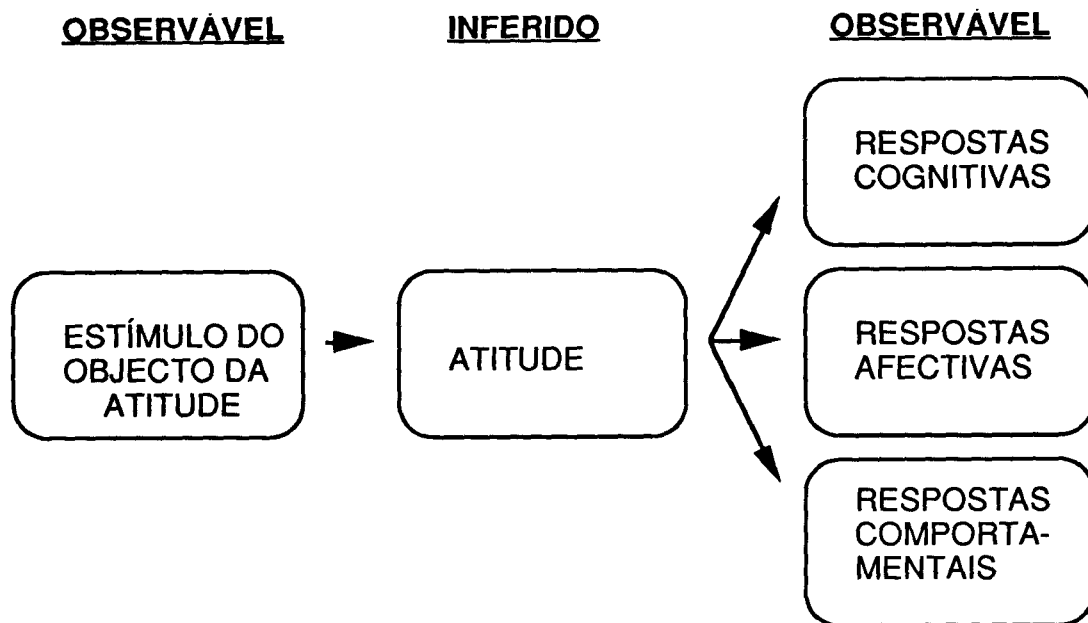 OBSERVÁVEL
INFERIDO
OBSERVÁVEL
ESTÍMULO DO
OBJECTO DA
ATITUDE
ATITUDE
RESPOSTAS
COGNITIVAS
RESPOSTAS
AFECTIVAS
RESPOSTAS
COMPORTA-
MENTAIS